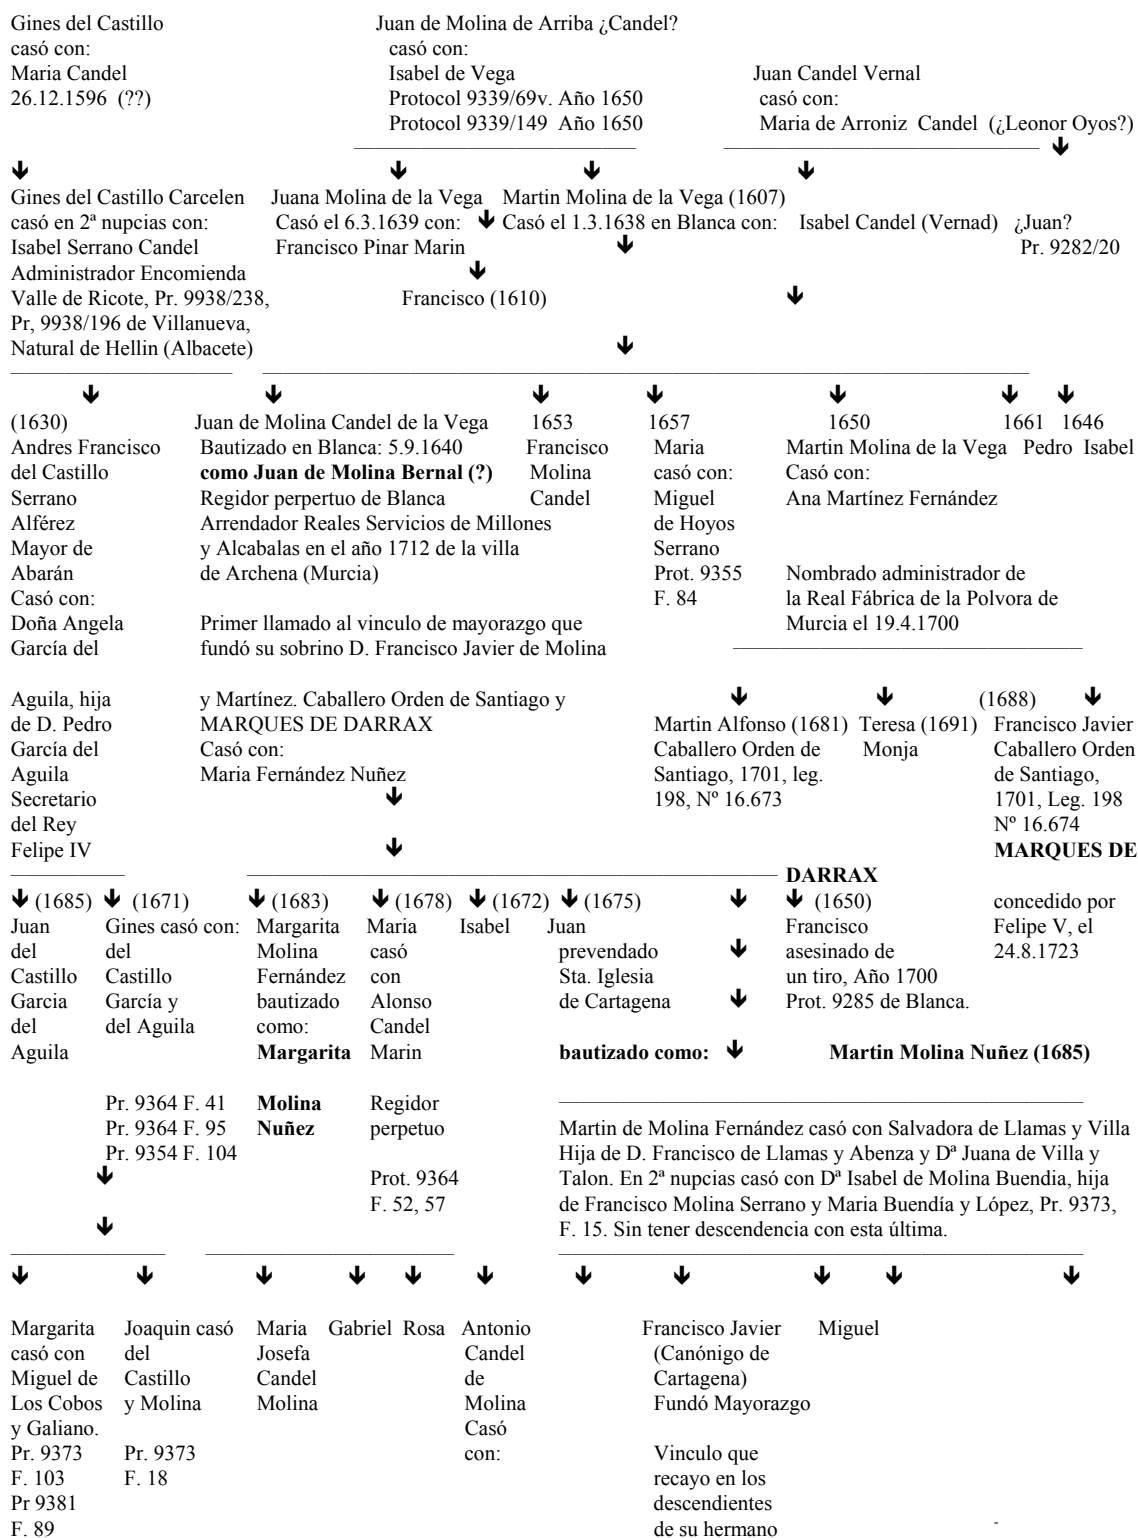 Gines del Castillo
casó con:
Maria Candel
26.12.1596 (??)
Juan de Molina de Arriba ¿Candel?
casó con:
Isabel de Vega
Protocol 9339/69v. Año 1650
Protocol 9339/149 Año 1650
Juan Candel Vernal
casó con:
Maria de Arroniz Candel (¿Leonor Oyos?)
Gines del Castillo Carcelen
casó en 2ª nupcias con:
Isabel Serrano Candel
Administrador Encomienda
Valle de Ricote, Pr. 9938/238,
Pr, 9938/196 de Villanueva,
Natural de Hellin (Albacete)
Juana Molina de la Vega
Casó el 6.3.1639 con:
Francisco Pinar Marin
Francisco (1610)
Martin Molina de la Vega (1607)
Casó el 1.3.1638 en Blanca con:
Isabel Candel (Vernad)
¿Juan?
Pr. 9282/20
(1630)
Andres Francisco
del Castillo
Serrano
Alférez
Mayor de
Abarán
Casó con:
Doña Angela
García del
Aguila, hija
de D. Pedro
García del
Aguila
Secretario
del Rey
Felipe IV
Juan de Molina Candel de la Vega
Bautizado en Blanca: 5.9.1640
como Juan de Molina Bernal (?)
Regidor perpertuo de Blanca
Arrendador Reales Servicios de Millones
y Alcabalas en el año 1712 de la villa
de Archena (Murcia)
Primer llamado al vinculo de mayorazgo que
fundó su sobrino D. Francisco Javier de Molina
y Martínez. Caballero Orden de Santiago y
MARQUES DE DARRAX
Casó con:
Maria Fernández Nuñez
1653
Francisco
Molina
Candel
1657
Maria
casó con:
Miguel
de Hoyos
Serrano
Prot. 9355
F. 84
1650
Martin Molina de la Vega
Casó con:
Ana Martínez Fernández
Nombrado administrador de
la Real Fábrica de la Polvora de
Murcia el 19.4.1700
1661
Pedro
1646
Isabel
Martin Alfonso (1681)
Caballero Orden de
Santiago, 1701, leg.
198, Nº 16.673
Teresa (1691)
Monja
(1688)
Francisco Javier
Caballero Orden
de Santiago,
1701, Leg. 198
Nº 16.674
MARQUES DE
DARRAX
concedido por
Felipe V, el
24.8.1723
(1685)
Juan
del
Castillo
Garcia
del
Aguila
(1671)
Gines casó con:
del
Castillo
García y
del Aguila
Pr. 9364 F. 41
Pr. 9364 F. 95
Pr. 9354 F. 104
(1683)
Margarita
Molina
Fernández
bautizado
como:
Margarita
Molina
Nuñez
(1678)
Maria
casó
con
Alonso
Candel
Marin
Regidor
perpetuo
Prot. 9364
F. 52, 57
(1672)
Isabel
(1675)
Juan
prevendado
Sta. Iglesia
de Cartagena
(1650)
Francisco
asesinado de
un tiro, Año 1700
Prot. 9285 de Blanca.
bautizado como:
Martin Molina Nuñez (1685)
Martin de Molina Fernández casó con Salvadora de Llamas y Villa
Hija de D. Francisco de Llamas y Abenza y Dª Juana de Villa y
Talon. En 2ª nupcias casó con Dª Isabel de Molina Buendia, hija
de Francisco Molina Serrano y Maria Buendía y López, Pr. 9373,
F. 15. Sin tener descendencia con esta última.
Margarita
casó con
Miguel de
Los Cobos
y Galiano.
Pr. 9373
F. 103
Pr 9381
F. 89
Joaquin casó
del
Castillo
y Molina
Pr. 9373
F. 18
Maria
Josefa
Candel
Molina
Gabriel
Rosa
Antonio
Candel
de
Molina
Casó
con:
Francisco Javier
(Canónigo de
Cartagena)
Fundó Mayorazgo
Vinculo que
recayo en los
descendientes
de su hermano
Miguel
-